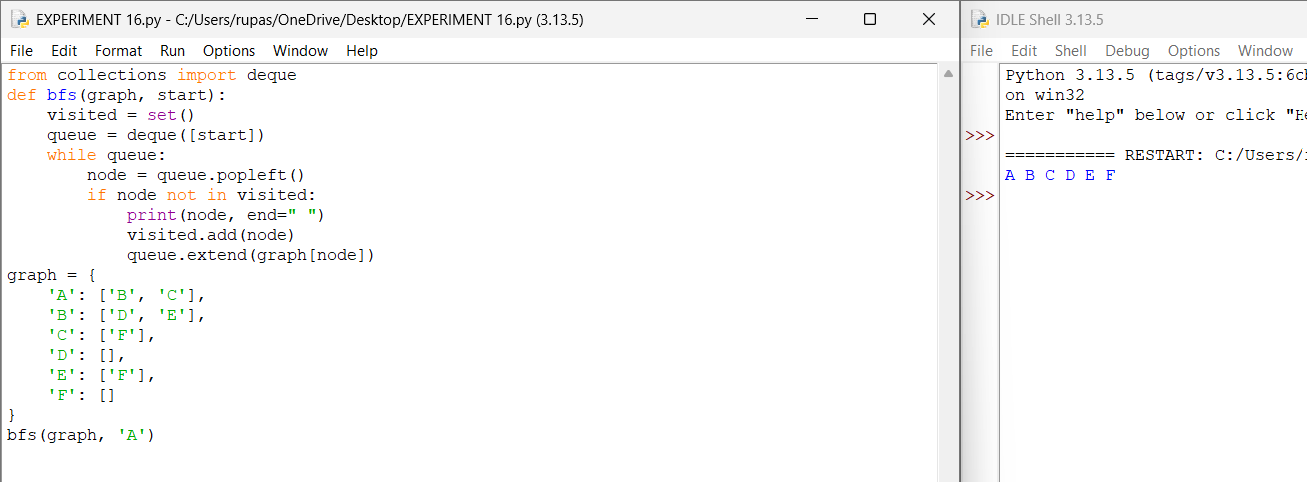 EXPERIMENT 16.py - C:/Users/rupas/OneDrive/Desktop/EXPERIMENT 16.py (3.13.5)
File Edit Format Run Options Window Help
from collections import deque
def bfs(graph, start):
    visited = set()
    queue = deque([start])
    while queue:
        node = queue.popleft()
        if node not in visited:
            print(node, end=" ")
            visited.add(node)
            queue.extend(graph[node])
graph = {
    'A': ['B', 'C'],
    'B': ['D', 'E'],
    'C': ['F'],
    'D': [],
    'E': ['F'],
    'F': []
}
bfs(graph, 'A')
IDLE Shell 3.13.5
File Edit Shell Debug Options Window
Python 3.13.5 (tags/v3.13.5:6c
on win32
Enter "help" below or click "He
>>>
=========== RESTART: C:/Users/
A B C D E F
>>>